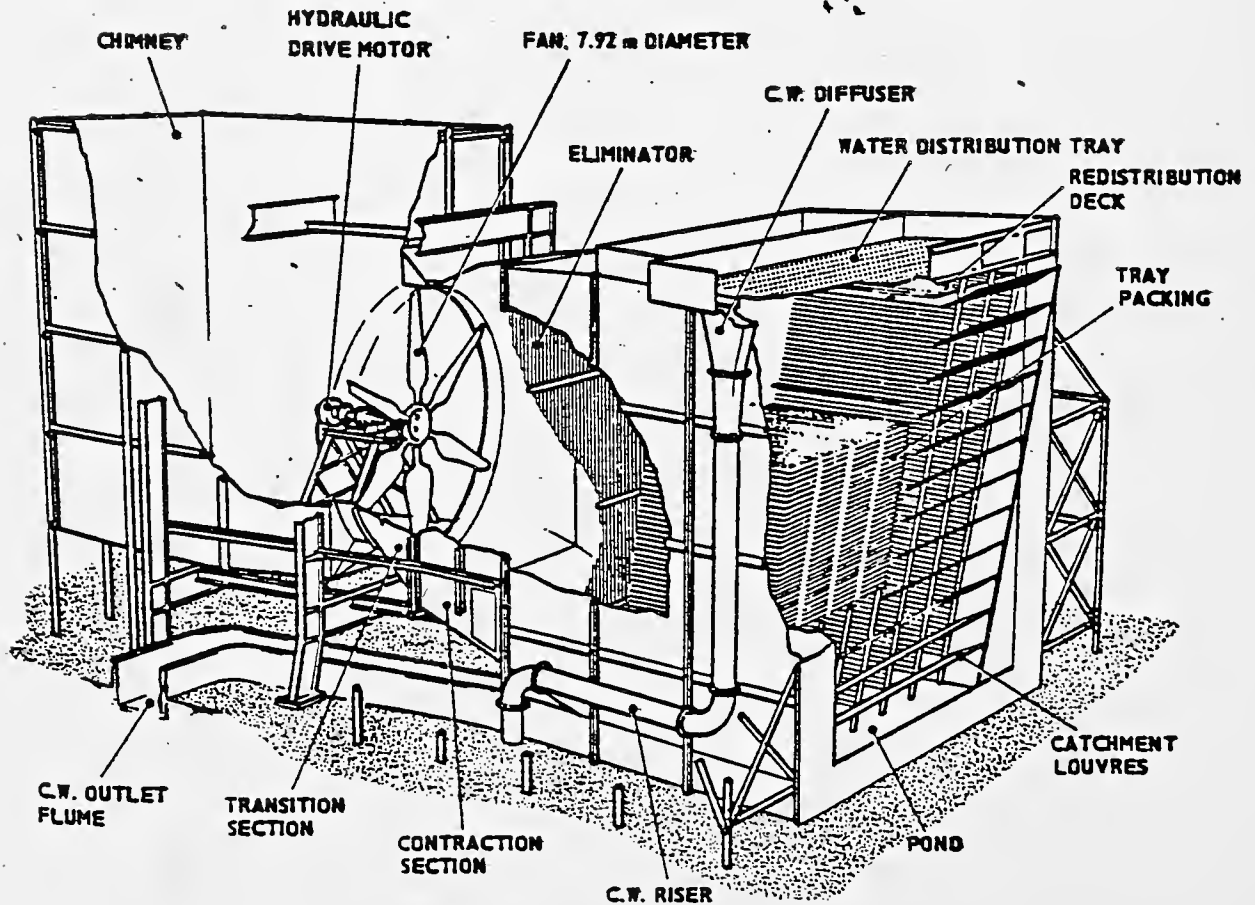 HYDRAULIC
DRIVE MOTOR
CHIMNEY
FAN, 7.92 m DIAMETER
C.W. DIFFUSER
ELIMINATOR
WATER DISTRIBUTION TRAY
REDISTRIBUTION
DECK
TRAY
PACKING
CATCHMENT
LOUVRES
POND
C.W. OUTLET
FLUME
TRANSITION
SECTION
CONTRACTION
SECTION
C.W. RISER